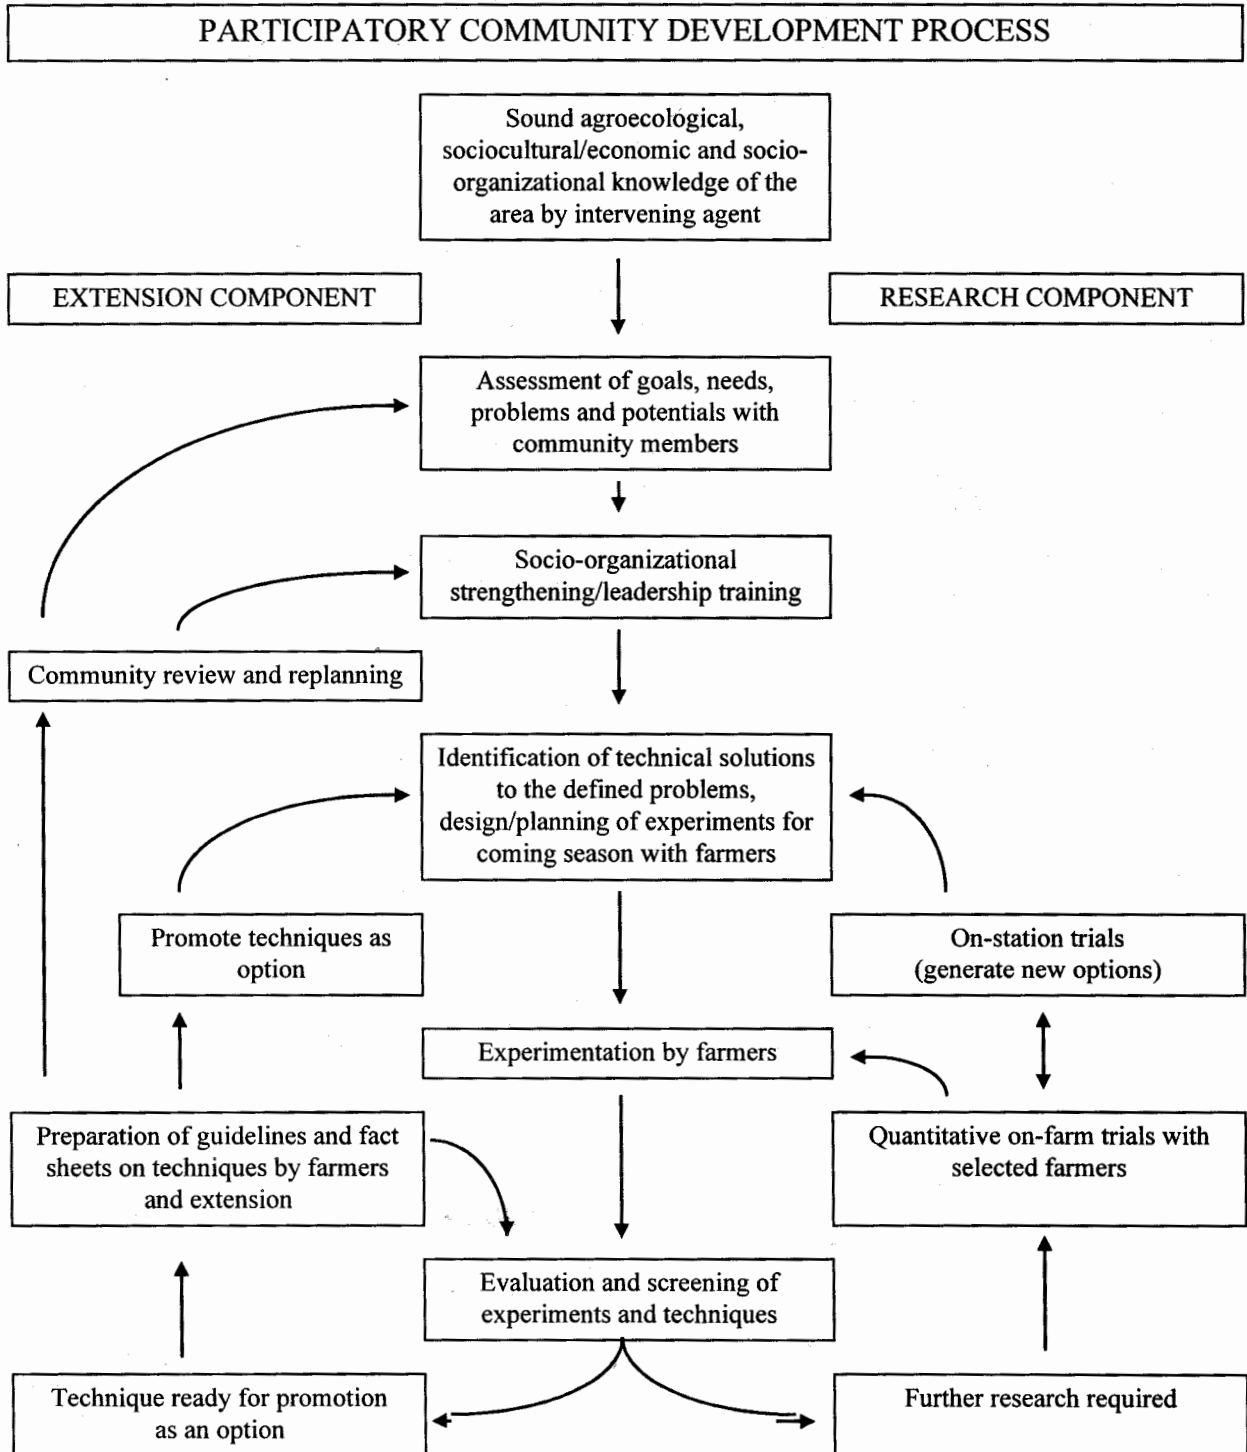 PARTICIPATORY COMMUNITY DEVELOPMENT PROCESS
Sound agroecological,
sociocultural/economic and socio-
organizational knowledge of the
area by intervening agent
EXTENSION COMPONENT
RESEARCH COMPONENT
Assessment of goals, needs,
problems and potentials with
community members
Socio-organizational
strengthening/leadership training
Community review and replanning
Identification of technical solutions
to the defined problems,
design/planning of experiments for
coming season with farmers
Promote techniques as
option
On-station trials
(generate new options)
Experimentation by farmers
Preparation of guidelines and fact
sheets on techniques by farmers
and extension
Quantitative on-farm trials with
selected farmers
Evaluation and screening of
experiments and techniques
Technique ready for promotion
as an option
Further research required